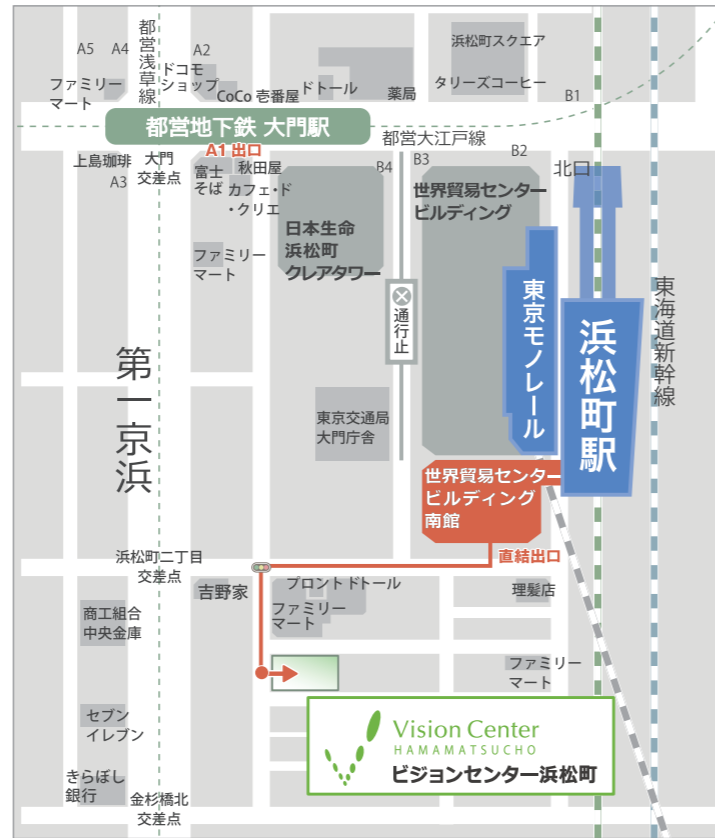 A5
A4
都営浅草線
A2
浜松町スクエア
ファミリー
マート
ドコモ
ショップ
CoCo 壱番屋
ドトール
薬局
タリーズコーヒー
B1
都営地下鉄 大門駅
都営大江戸線
A1 出口
上島珈琲
A3
大門
交差点
富士
そば
秋田屋
カフェ・ド
・クリエ
B4
B3
B2
北口
世界貿易センター
ビルディング
日本生命
浜松町
クレアタワー
ファミリー
マート
通行止
東京モノレール
浜松町駅
東海道新幹線
第一京浜
東京交通局
大門庁舎
世界貿易センター
ビルディング
南館
直結出口
浜松町二丁目
交差点
吉野家
プロント
ドトール
ファミリー
マート
理髪店
商工組合
中央金庫
ファミリー
マート
セブン
イレブン
Vision Center
HAMAMATSUCHO
ビジョンセンター浜松町
きらぼし
銀行
金杉橋北
交差点